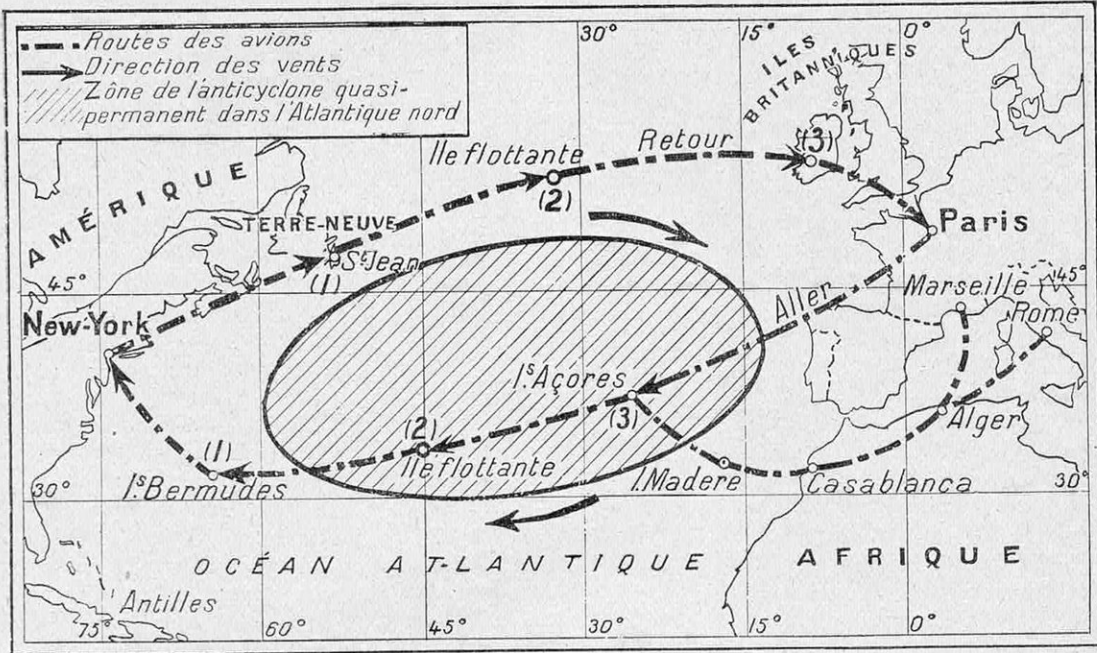 Routes des avions
Direction des vents
Zône de l'anticyclone quasi-
permanent dans l'Atlantique nord
30°
15°
0°
ILES
BRITANNIQUES
AMÉRIQUE
Ile flottante
(2)
Retour
(3)
TERRE-NEUVE
St Jean
(1)
Paris
45°
45°
Marseille
Rome
Aller
New-York
Is Açores
(3)
(2)
Ile flottante
Alger
(1)
Is Bermudes
I. Madere
Casablanca
30°
30°
OCÉAN AT-LANTIQUE
AFRIQUE
Antilles
75°
60°
45°
30°
15°
0°